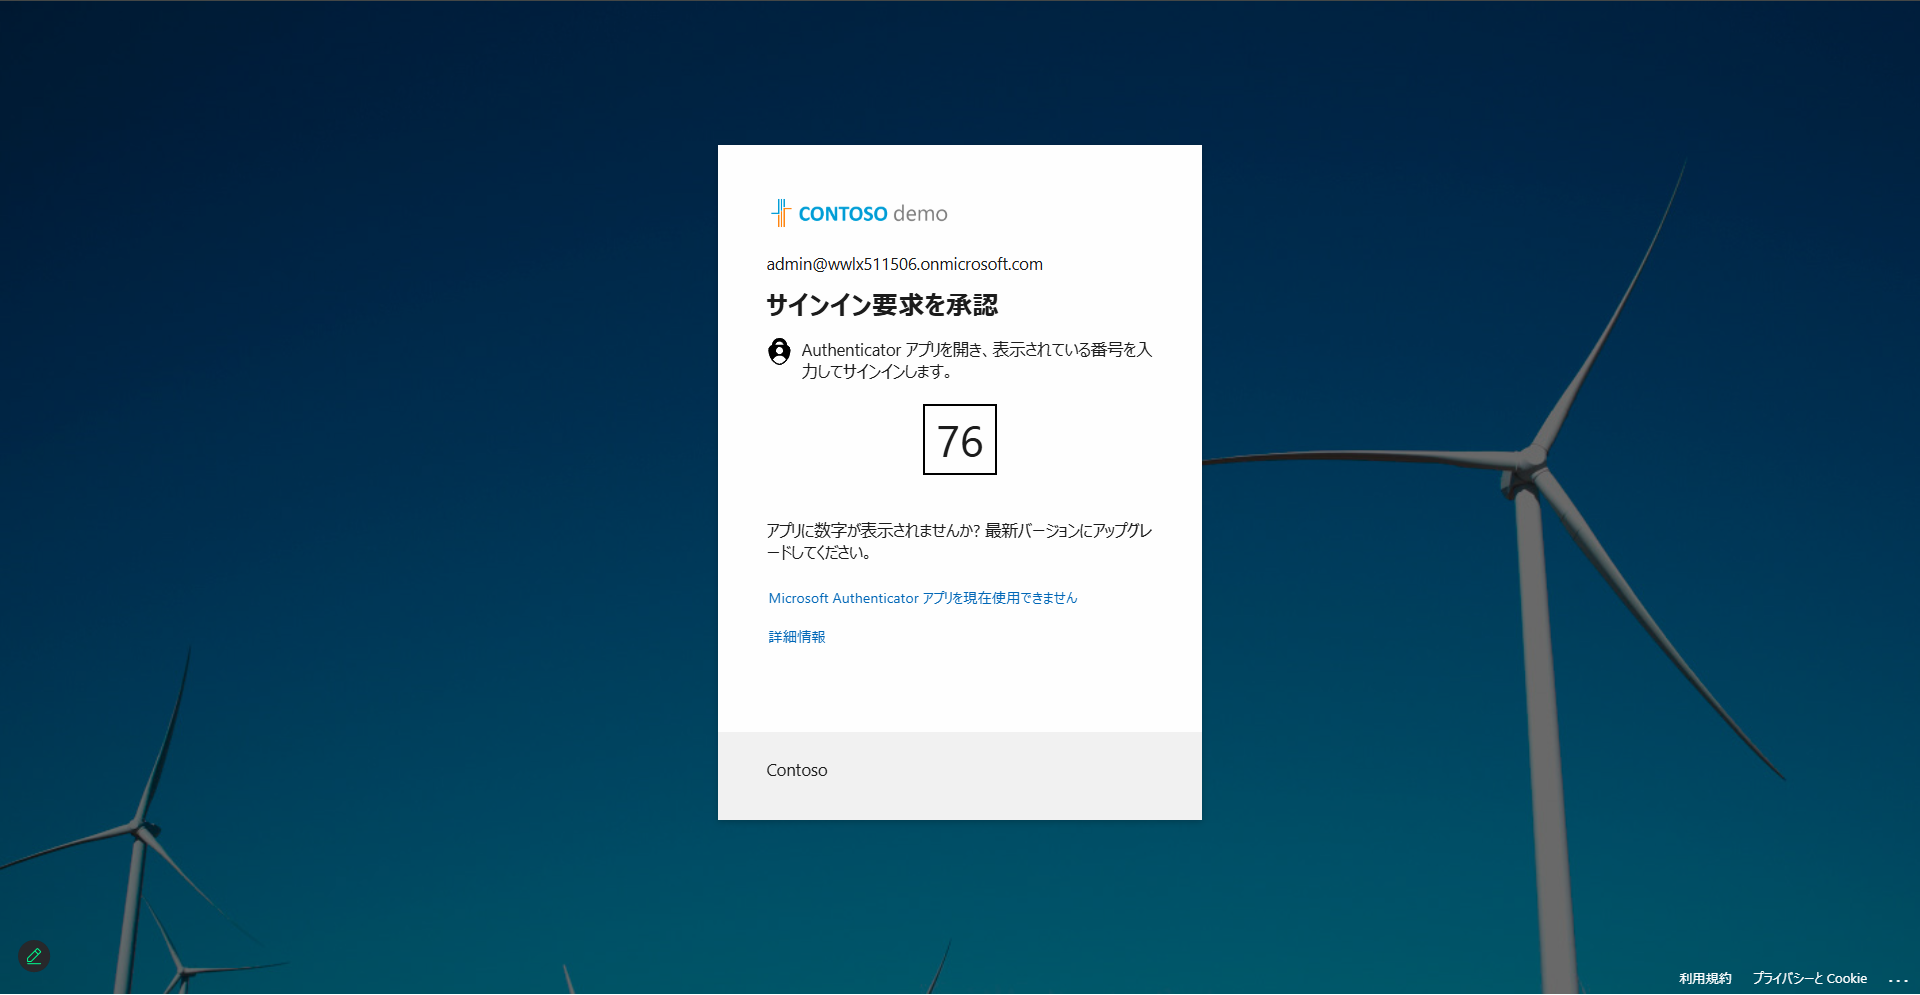 CONTOSO demo
admin@wwlx511506.onmicrosoft.com
サインイン要求を承認
Authenticator アプリを開き、表示されている番号を入
力してサインインします。
76
アプリに数字が表示されませんか? 最新バージョンにアップグレ
ードしてください。
Microsoft Authenticator アプリを現在使用できません
詳細情報
Contoso
利用規約 プライバシーと Cookie ...